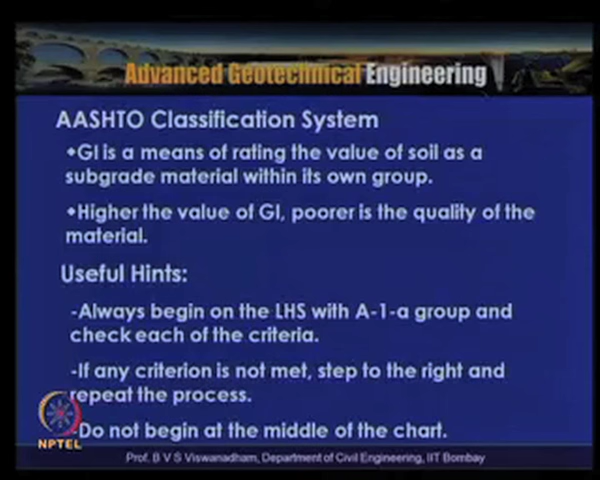 Advanced Geotechnical Engineering
AASHTO Classification System
•GI is a means of rating the value of soil as a
subgrade material within its own group.
•Higher the value of GI, poorer is the quality of the
material.
Useful Hints:
-Always begin on the LHS with A-1-a group and
check each of the criteria.
-If any criterion is not met, step to the right and
repeat the process.
-Do not begin at the middle of the chart.
NPTEL
Prof. B V S Viswanadham, Department of Civil Engineering, IIT Bombay